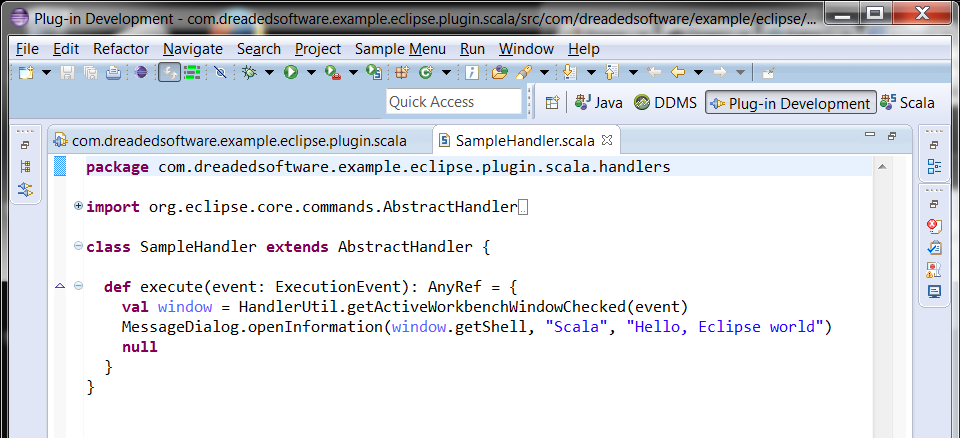 Plug-in Development - com.dreadedsoftware.example.eclipse.plugin.scala/src/com/dreadedsoftware/example/eclipse/...
File Edit Refactor Navigate Search Project Sample Menu Run Window Help
Quick Access Java DDMS Plug-in Development Scala
com.dreadedsoftware.example.eclipse.plugin.scala SampleHandler.scala
package com.dreadedsoftware.example.eclipse.plugin.scala.handlers
import org.eclipse.core.commands.AbstractHandler..
class SampleHandler extends AbstractHandler {
def execute(event: ExecutionEvent): AnyRef = {
val window = HandlerUtil.getActiveWorkbenchWindowChecked(event)
MessageDialog.openInformation(window.getShell, "Scala", "Hello, Eclipse world")
null
}
}